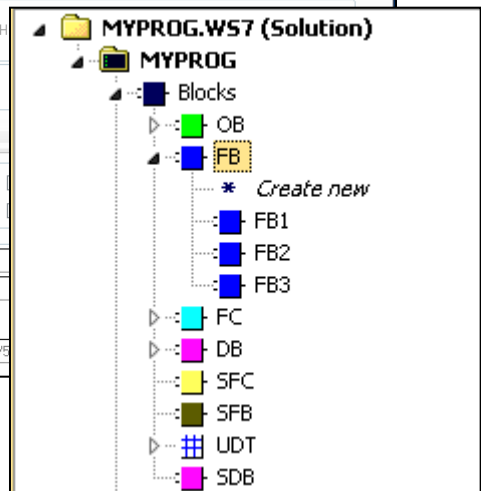 MYPROG.WS7 (Solution)
MYPROG
Blocks
OB
FB
* Create new
FB1
FB2
FB3
FC
DB
SFC
SFB
UDT
SDB